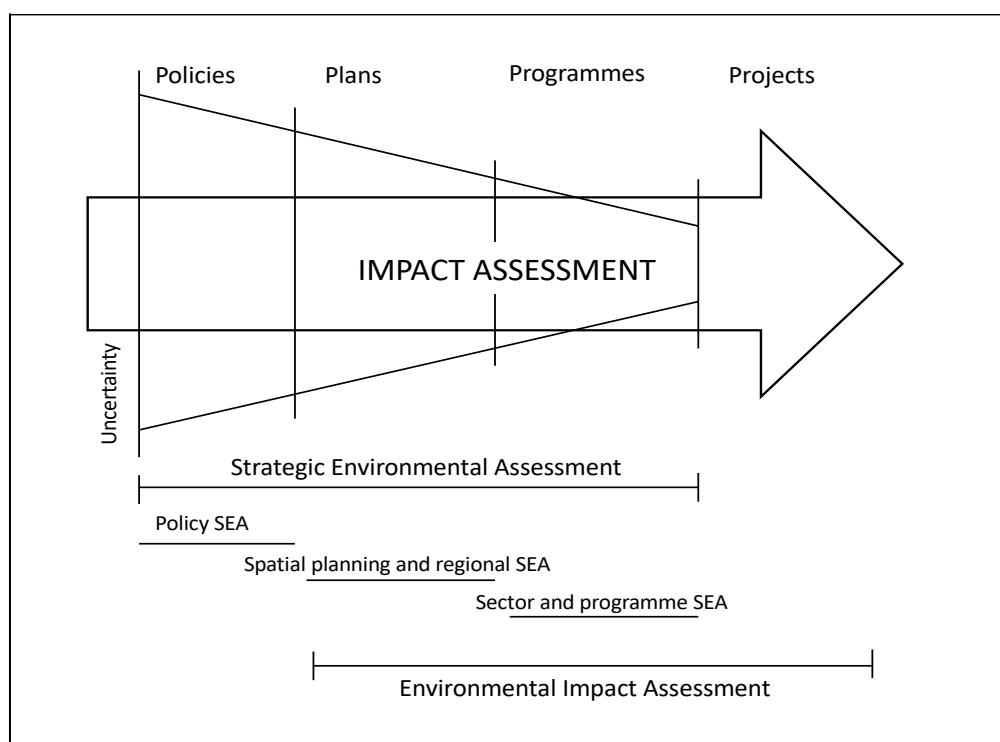 Policies Plans Programmes Projects
IMPACT ASSESSMENT
Uncertainty
Strategic Environmental Assessment
Policy SEA
Spatial planning and regional SEA
Sector and programme SEA
Environmental Impact Assessment